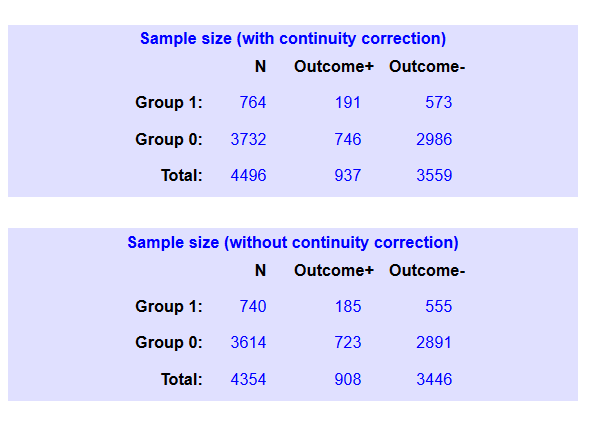 Sample size (with continuity correction)
N Outcome+ Outcome-
Group 1: 764 191 573
Group 0: 3732 746 2986
Total: 4496 937 3559
Sample size (without continuity correction)
N Outcome+ Outcome-
Group 1: 740 185 555
Group 0: 3614 723 2891
Total: 4354 908 3446